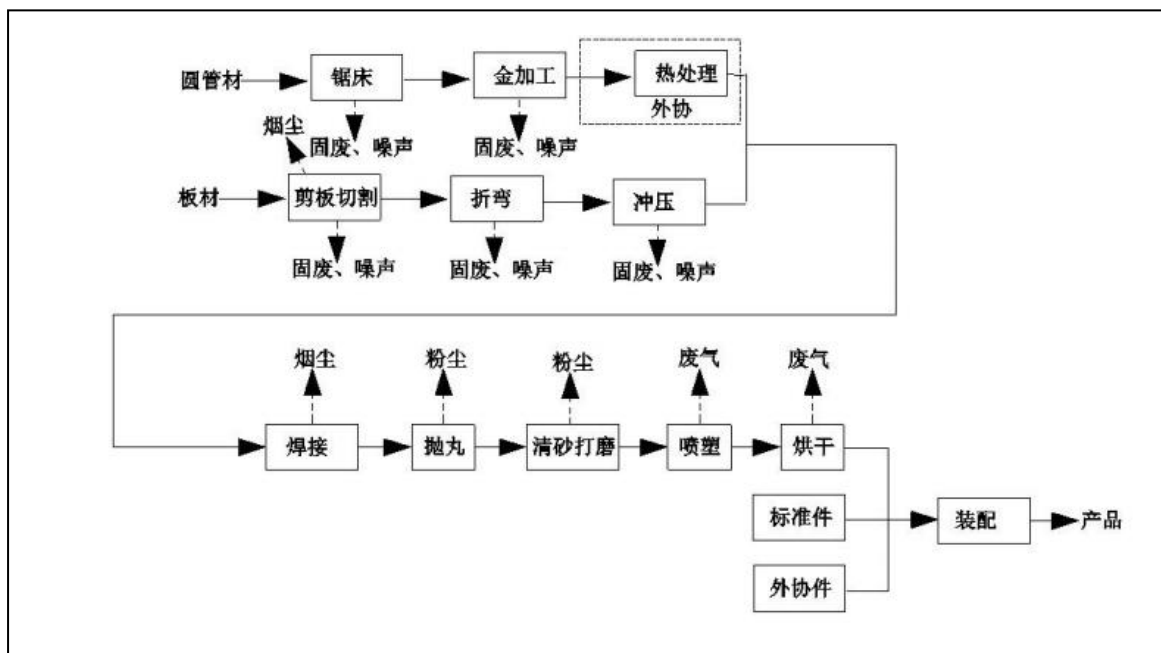 圆管材 锯床 金加工 热处理
外协
烟尘
固废、噪声 固废、噪声
板材 剪板切割 折弯 冲压
固废、噪声 固废、噪声 固废、噪声
烟尘 粉尘 粉尘 废气 废气
焊接 抛丸 清砂打磨 喷塑 烘干
标准件 装配 产品
外协件